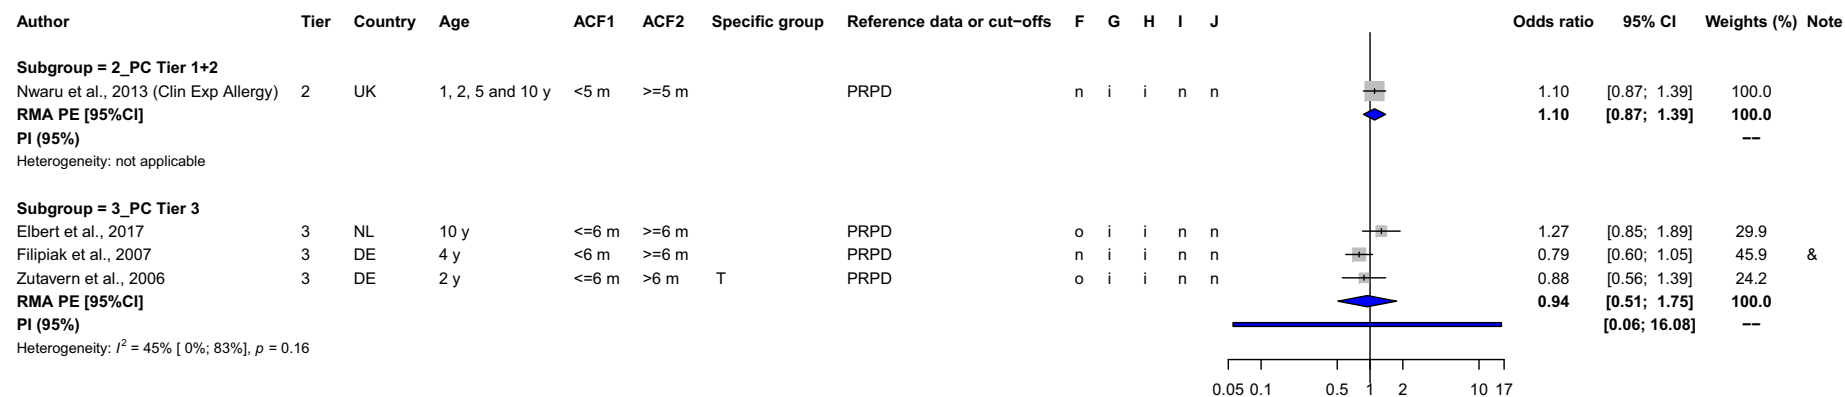 Author Tier Country Age ACF1 ACF2 Specific group Reference data or cut−offs F G H I J Odds ratio 95% CI Weights (%) Note
Subgroup = 2_PC Tier 1+2
Nwaru et al., 2013 (Clin Exp Allergy) 2 UK 1, 2, 5 and 10 y <5 m >=5 m PRPD n i i n n 1.10 [0.87; 1.39] 100.0
RMA PE [95%CI] 1.10 [0.87; 1.39] 100.0
PI (95%) −−
Heterogeneity: not applicable
Subgroup = 3_PC Tier 3
Elbert et al., 2017 3 NL 10 y <=6 m >=6 m PRPD o i i n n 1.27 [0.85; 1.89] 29.9
Filipiak et al., 2007 3 DE 4 y <6 m >=6 m PRPD n i i n n 0.79 [0.60; 1.05] 45.9 &
Zutavern et al., 2006 3 DE 2 y <=6 m >6 m T PRPD o i i n n 0.88 [0.56; 1.39] 24.2
RMA PE [95%CI] 0.94 [0.51; 1.75] 100.0
PI (95%) [0.06; 16.08] −−
Heterogeneity: I² = 45% [ 0%; 83%], p = 0.16
0.05 0.1 0.5 1 2 10 17